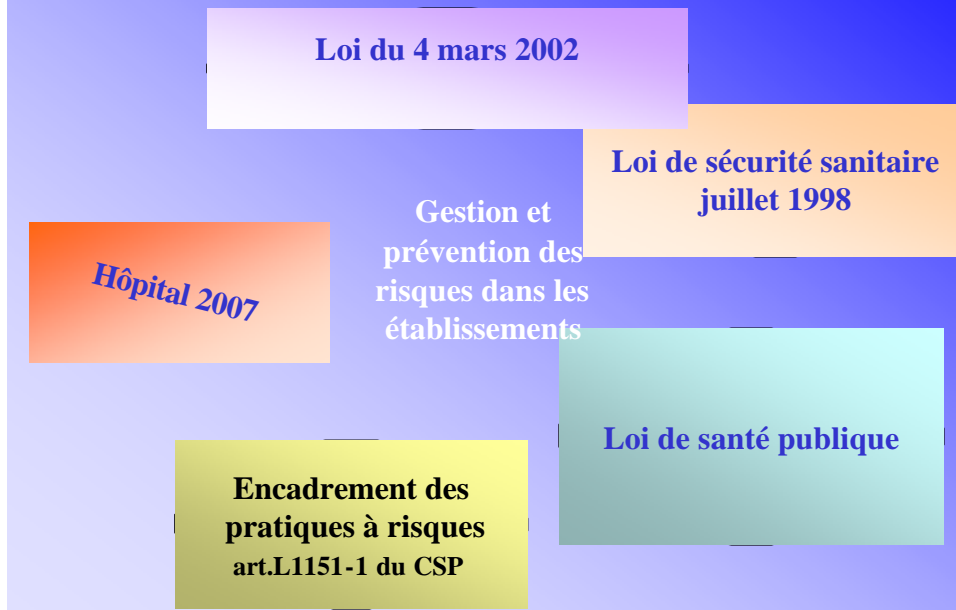 Loi du 4 mars 2002
Loi de sécurité sanitaire
juillet 1998
Gestion et
prévention des
risques dans les
établissements
Hôpital 2007
Loi de santé publique
Encadrement des
pratiques à risques
art.L1151-1 du CSP